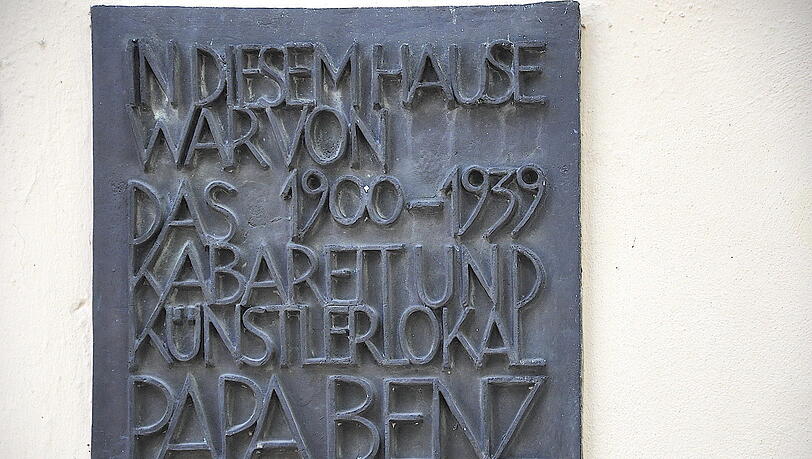 IN DIESEM HAUSE
WAR VON
DAS 1900–1939
KABARETT UND
KÜNSTLERLOKAL
PAPA BENZ